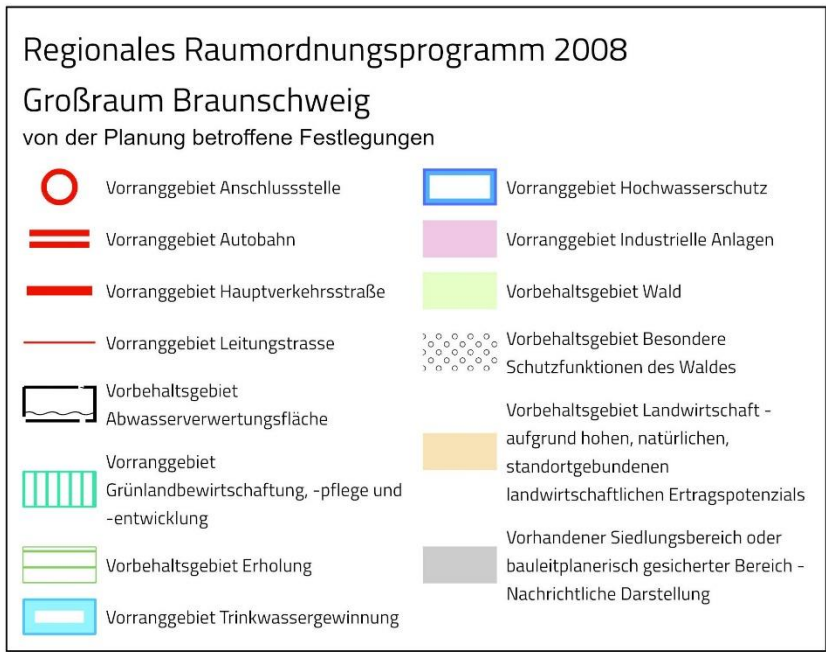 Regionales Raumordnungsprogramm 2008
Großraum Braunschweig
von der Planung betroffene Festlegungen
Vorranggebiet Anschlussstelle
Vorranggebiet Autobahn
Vorranggebiet Hauptverkehrsstraße
Vorranggebiet Leitungstrasse
Vorbehaltsgebiet
Abwasserverwertungsfläche
Vorranggebiet
Grünlandbewirtschaftung, -pflege und
-entwicklung
Vorbehaltsgebiet Erholung
Vorranggebiet Trinkwassergewinnung
Vorranggebiet Hochwasserschutz
Vorranggebiet Industrielle Anlagen
Vorbehaltsgebiet Wald
Vorbehaltsgebiet Besondere
Schutzfunktionen des Waldes
Vorbehaltsgebiet Landwirtschaft -
aufgrund hohen, natürlichen,
standortgebundenen
landwirtschaftlichen Ertragspotenzials
Vorhandener Siedlungsbereich oder
bauleitplanerisch gesicherter Bereich -
Nachrichtliche Darstellung